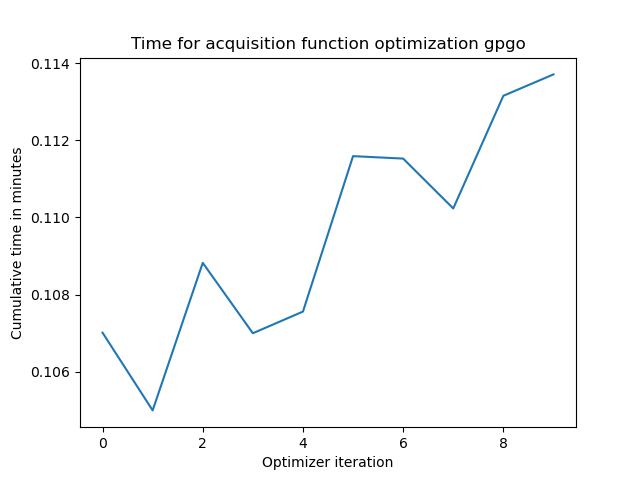 Time for acquisition function optimization gpgo
Cumulative time in minutes
0.114
0.112
0.110
0.108
0.106
0 2 4 6 8
Optimizer iteration